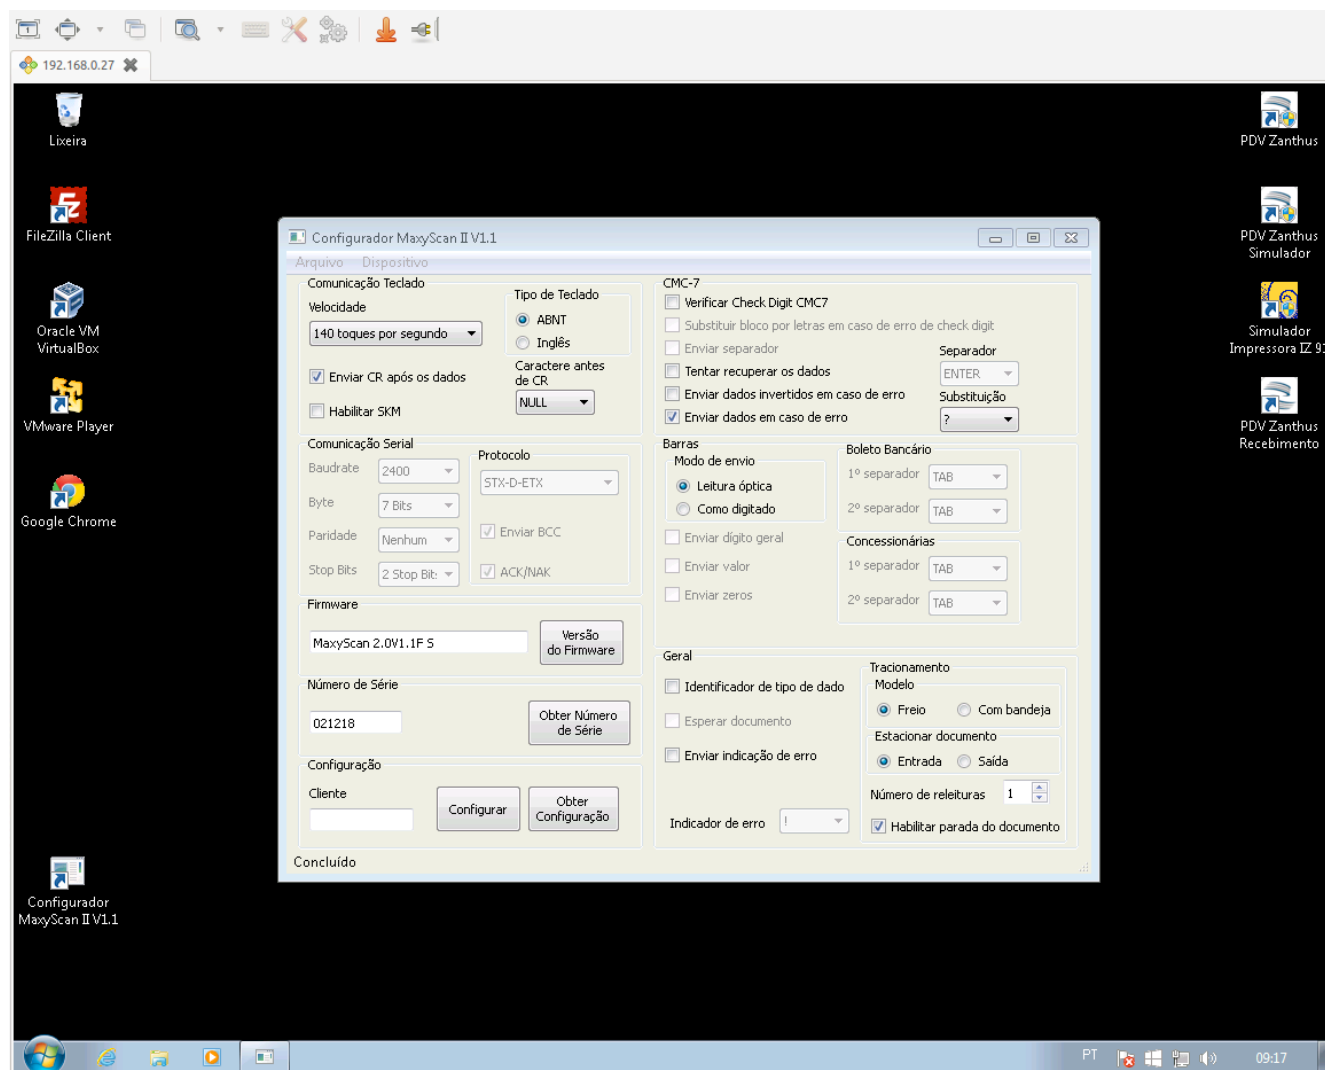 192.168.0.27
Lixeira
FileZilla Client
Oracle VM
VirtualBox
VMware Player
Google Chrome
Configurador
MaxyScan II V1.1
PDV Zanthus
PDV Zanthus
Simulador
Simulador
Impressora IZ 9
PDV Zanthus
Recebimento
Configurador MaxyScan II V1.1
Arquivo Dispositivo
Comunicação Teclado
Velocidade
140 toques por segundo
Enviar CR após os dados
Habilitar SKM
Tipo de Teclado
ABNT
Inglês
Caractere antes
de CR
NULL
Comunicação Serial
Baudrate 2400
Byte 7 Bits
Paridade Nenhum
Stop Bits 2 Stop Bit:
Protocolo
STX-D-ETX
Enviar BCC
ACK/NAK
Firmware
MaxyScan 2.0V1.1F S
Versão
do Firmware
Número de Série
021218
Obter Número
de Série
Configuração
Cliente
Configurar
Obter
Configuração
CMC-7
Verificar Check Digit CMC7
Substituir bloco por letras em caso de erro de check digit
Enviar separador
Tentar recuperar os dados
Enviar dados invertidos em caso de erro
Enviar dados em caso de erro
Separador
ENTER
Substituição
?
Barras
Modo de envio
Leitura óptica
Como digitado
Enviar dígito geral
Enviar valor
Enviar zeros
Boleto Bancário
1º separador TAB
2º separador TAB
Concessionárias
1º separador TAB
2º separador TAB
Geral
Identificador de tipo de dado
Esperar documento
Enviar indicação de erro
Indicador de erro !
Tracionamento
Modelo
Freio Com bandeja
Estacionar documento
Entrada Saída
Número de releituras 1
Habilitar parada do documento
Concluído
PT
09:17